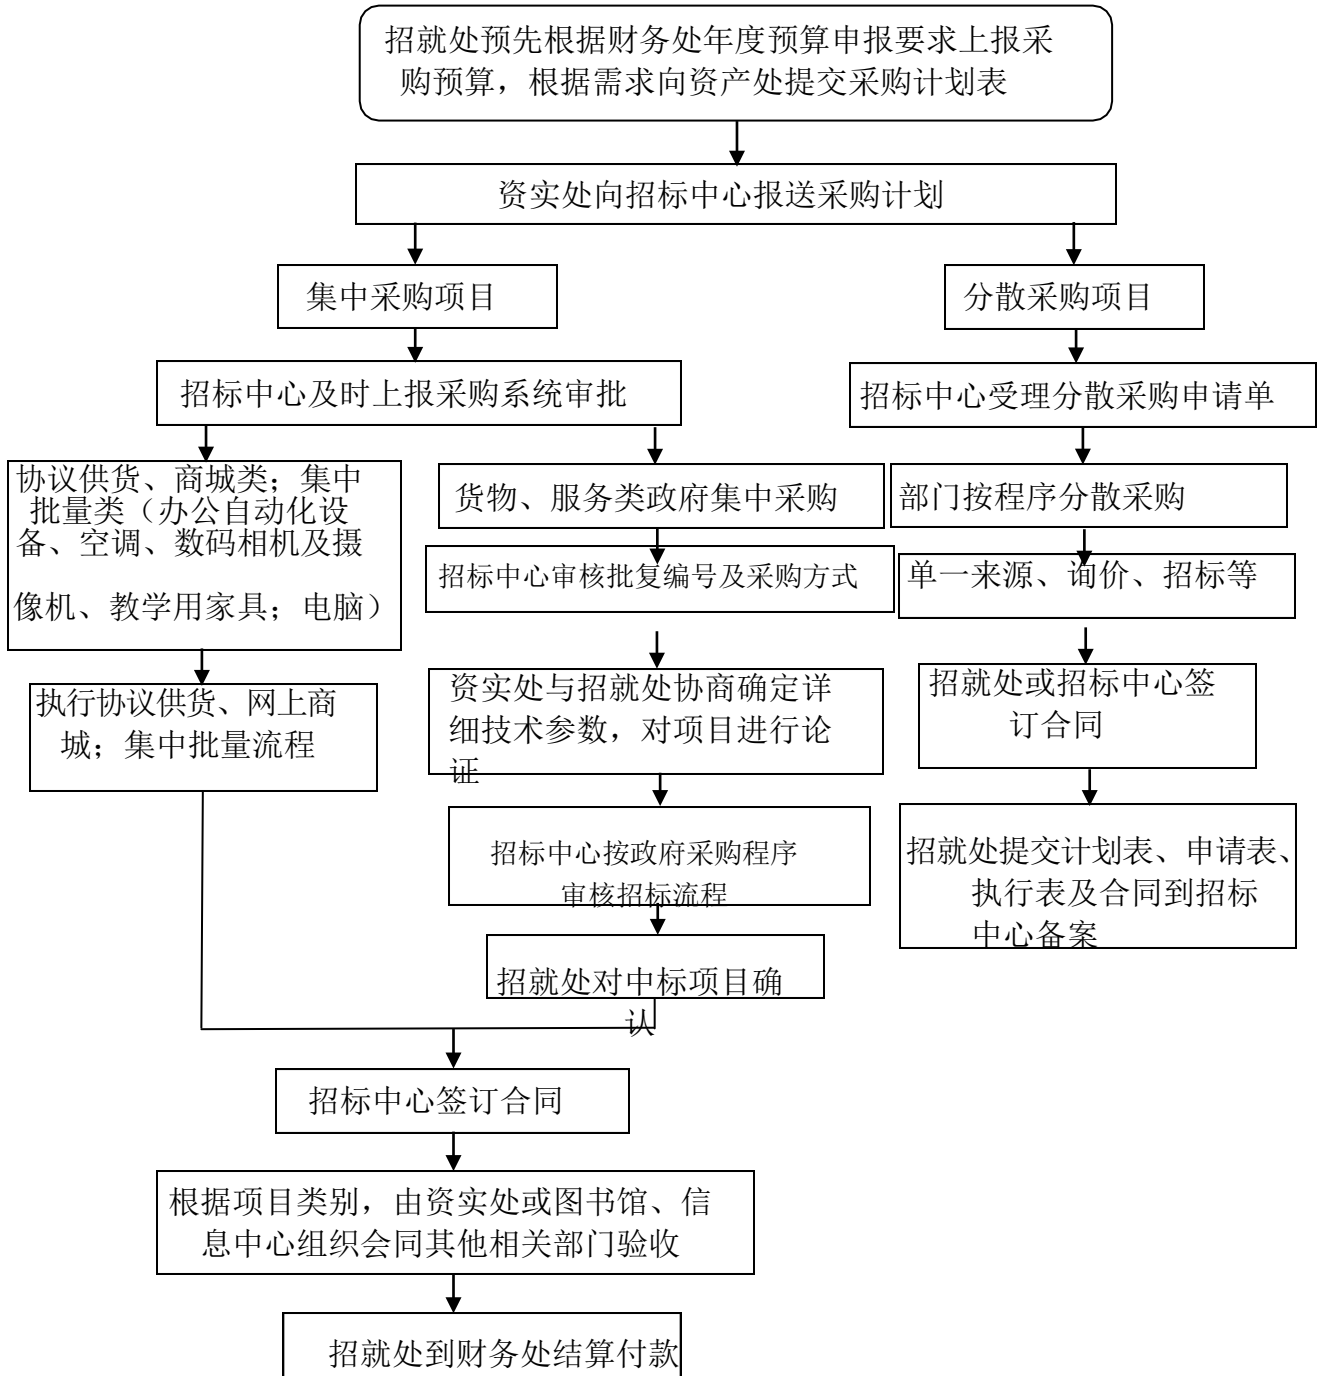 招就处预先根据财务处年度预算申报要求上报采
购预算，根据需求向资产处提交采购计划表
资实处向招标中心报送采购计划
集中采购项目
分散采购项目
招标中心及时上报采购系统审批
招标中心受理分散采购申请单
协议供货、商城类；集中
批量类（办公自动化设
备、空调、数码相机及摄
像机、教学用家具；电脑）
货物、服务类政府集中采购
部门按程序分散采购
招标中心审核批复编号及采购方式
单一来源、询价、招标等
执行协议供货、网上商
城；集中批量流程
资实处与招就处协商确定详
细技术参数，对项目进行论
证
招就处或招标中心签
订合同
招标中心按政府采购程序
审核招标流程
招就处提交计划表、申请表、
执行表及合同到招标
中心备案
招就处对中标项目确
认
招标中心签订合同
根据项目类别，由资实处或图书馆、信
息中心组织会同其他相关部门验收
招就处到财务处结算付款